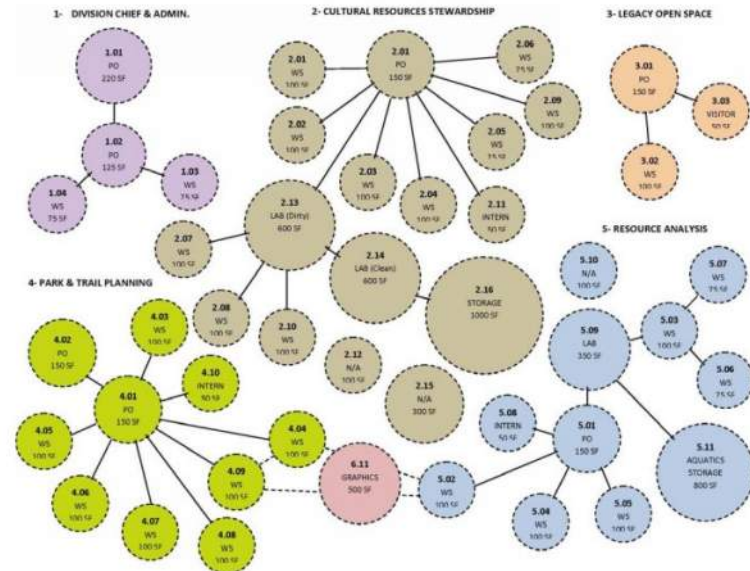 1- DIVISION CHIEF & ADMIN.
1.01
PO
220 SF
1.02
PO
125 SF
1.03
WS
75 SF
1.04
WS
75 SF
2- CULTURAL RESOURCES STEWARDSHIP
2.01
PO
150 SF
2.01
WS
100 SF
2.06
WS
75 SF
2.02
WS
100 SF
2.09
WS
100 SF
2.05
WS
75 SF
2.03
WS
100 SF
2.04
WS
100 SF
2.11
INTERN
50 SF
2.13
LAB (Dirty)
600 SF
2.07
WS
100 SF
2.14
LAB (Clean)
600 SF
2.08
WS
100 SF
2.10
WS
100 SF
2.16
STORAGE
1000 SF
2.12
N/A
100 SF
2.15
N/A
300 SF
3- LEGACY OPEN SPACE
3.01
PO
150 SF
3.03
VISITOR
50 SF
3.02
WS
100 SF
4- PARK & TRAIL PLANNING
4.03
WS
100 SF
4.02
PO
150 SF
4.10
INTERN
50 SF
4.01
PO
150 SF
4.05
WS
100 SF
4.04
WS
100 SF
4.09
WS
100 SF
4.06
WS
100 SF
4.07
WS
100 SF
4.08
WS
100 SF
6.11
GRAPHICS
500 SF
5- RESOURCE ANALYSIS
5.10
N/A
100 SF
5.07
WS
75 SF
5.09
LAB
350 SF
5.03
WS
100 SF
5.06
WS
75 SF
5.08
INTERN
50 SF
5.01
PO
150 SF
5.11
AQUATICS
STORAGE
800 SF
5.02
WS
100 SF
5.04
WS
100 SF
5.05
WS
100 SF